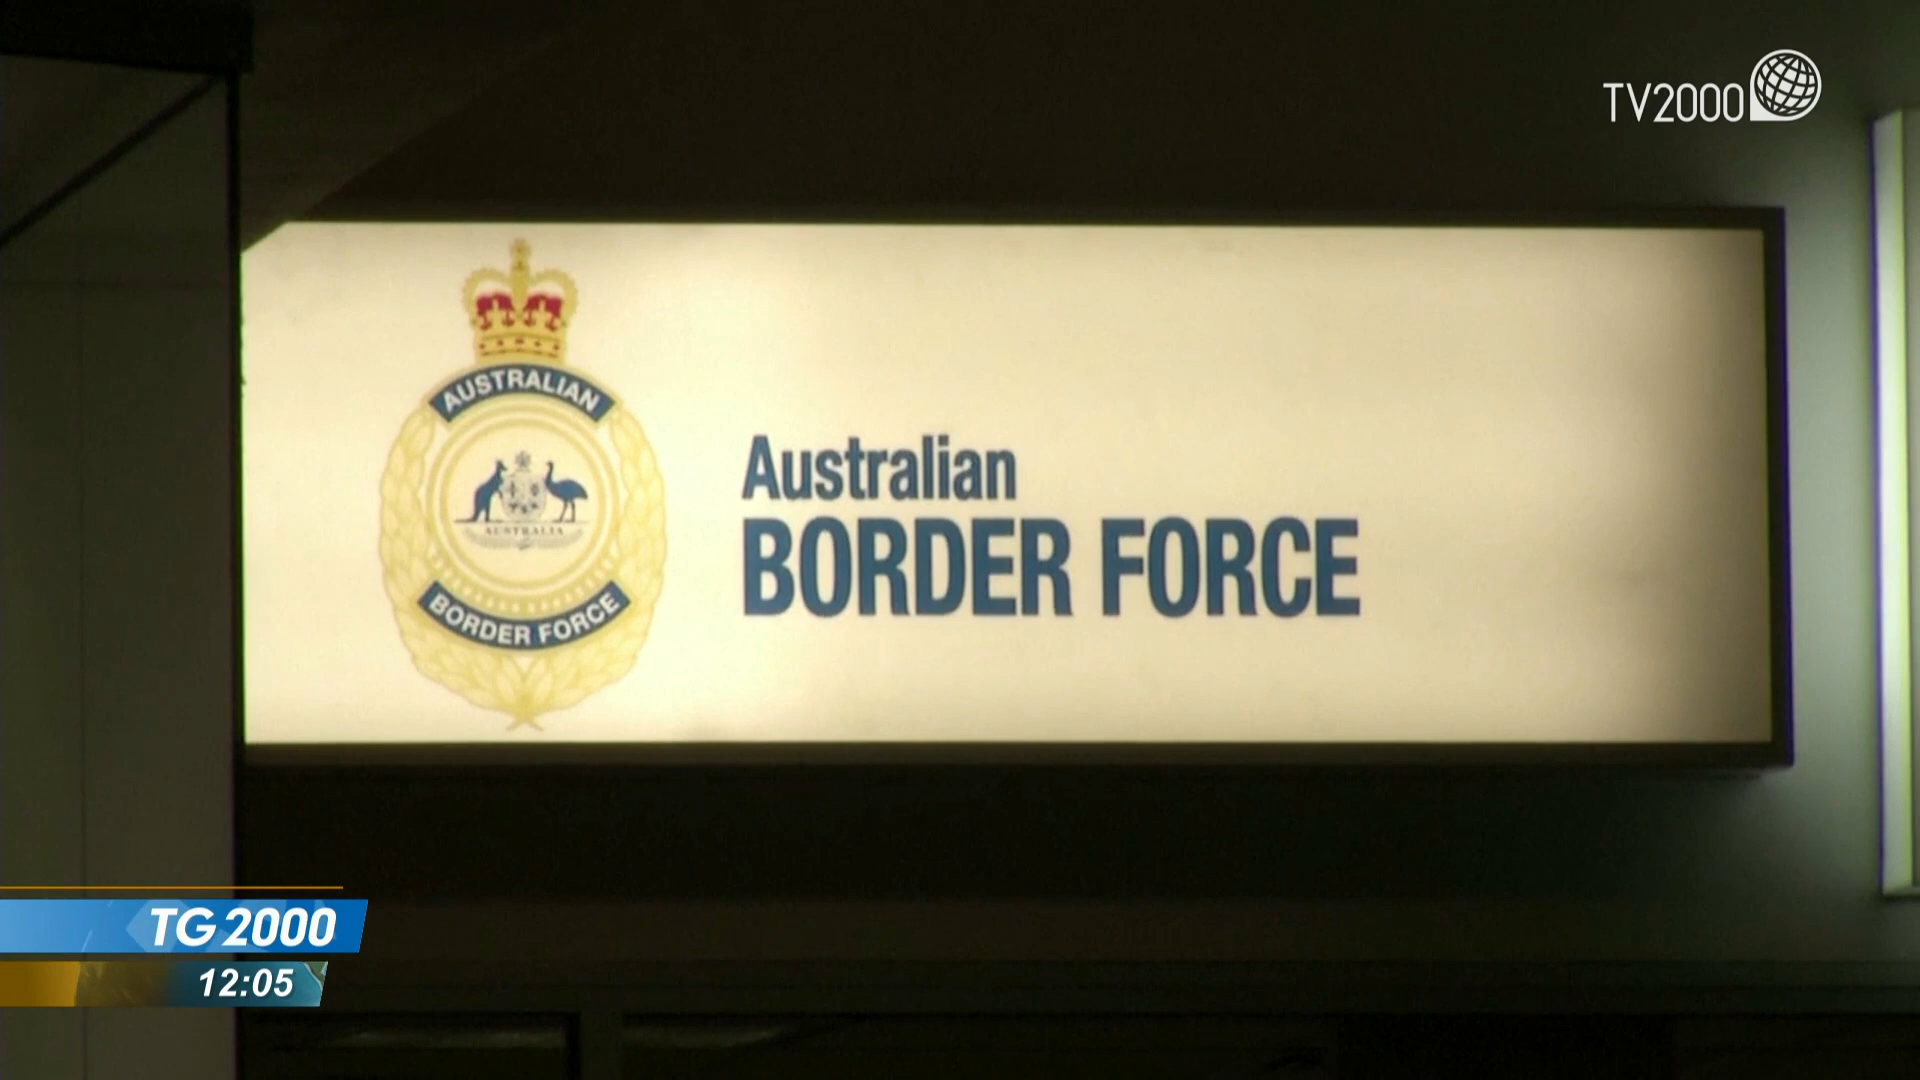 TV2000
AUSTRALIAN
AUSTRALIA
BORDER FORCE
Australian
BORDER FORCE
TG 2000
12:05